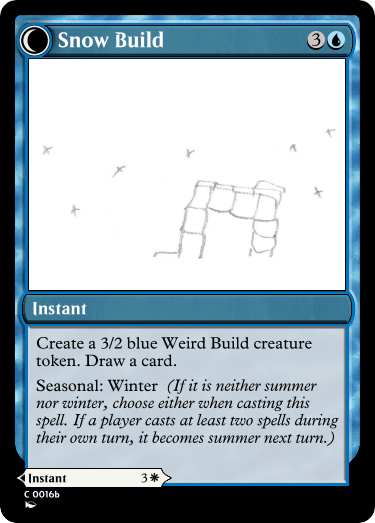 Snow Build 3
Instant
Create a 3/2 blue Weird Build creature
token. Draw a card.
Seasonal: Winter (If it is neither summer
nor winter, choose either when casting this
spell. If a player casts at least two spells during
their own turn, it becomes summer next turn.)
Instant 3
C 0016b